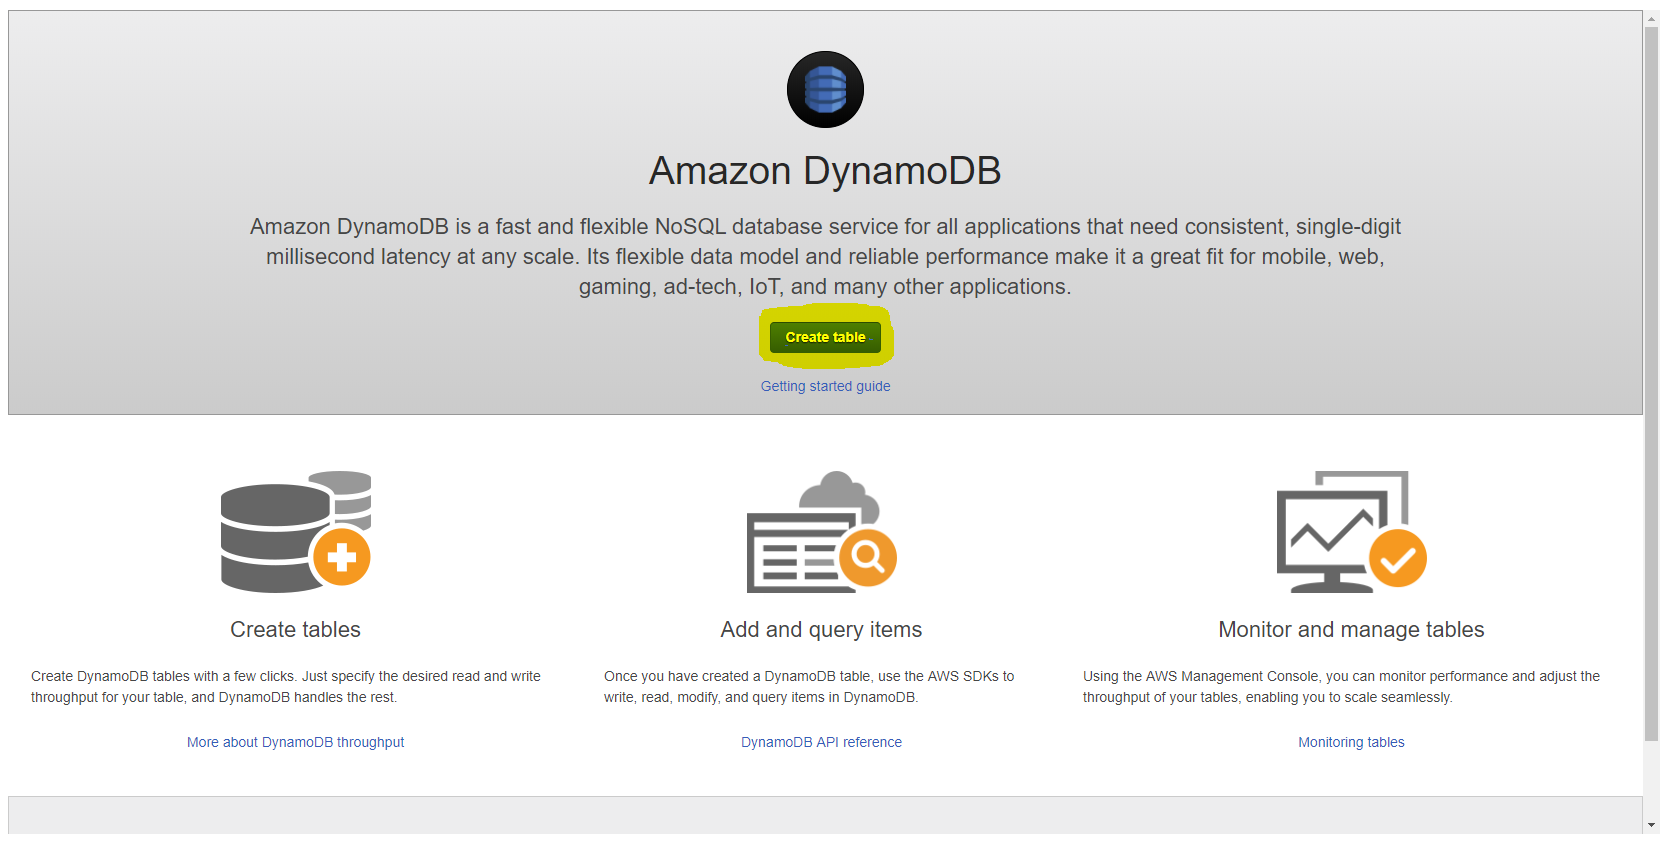 Amazon DynamoDB
Amazon DynamoDB is a fast and flexible NoSQL database service for all applications that need consistent, single-digit
millisecond latency at any scale. Its flexible data model and reliable performance make it a great fit for mobile, web,
gaming, ad-tech, IoT, and many other applications.
Create table
Getting started guide
Create tables
Create DynamoDB tables with a few clicks. Just specify the desired read and write
throughput for your table, and DynamoDB handles the rest.
More about DynamoDB throughput
Add and query items
Once you have created a DynamoDB table, use the AWS SDKs to
write, read, modify, and query items in DynamoDB.
DynamoDB API reference
Monitor and manage tables
Using the AWS Management Console, you can monitor performance and adjust the
throughput of your tables, enabling you to scale seamlessly.
Monitoring tables